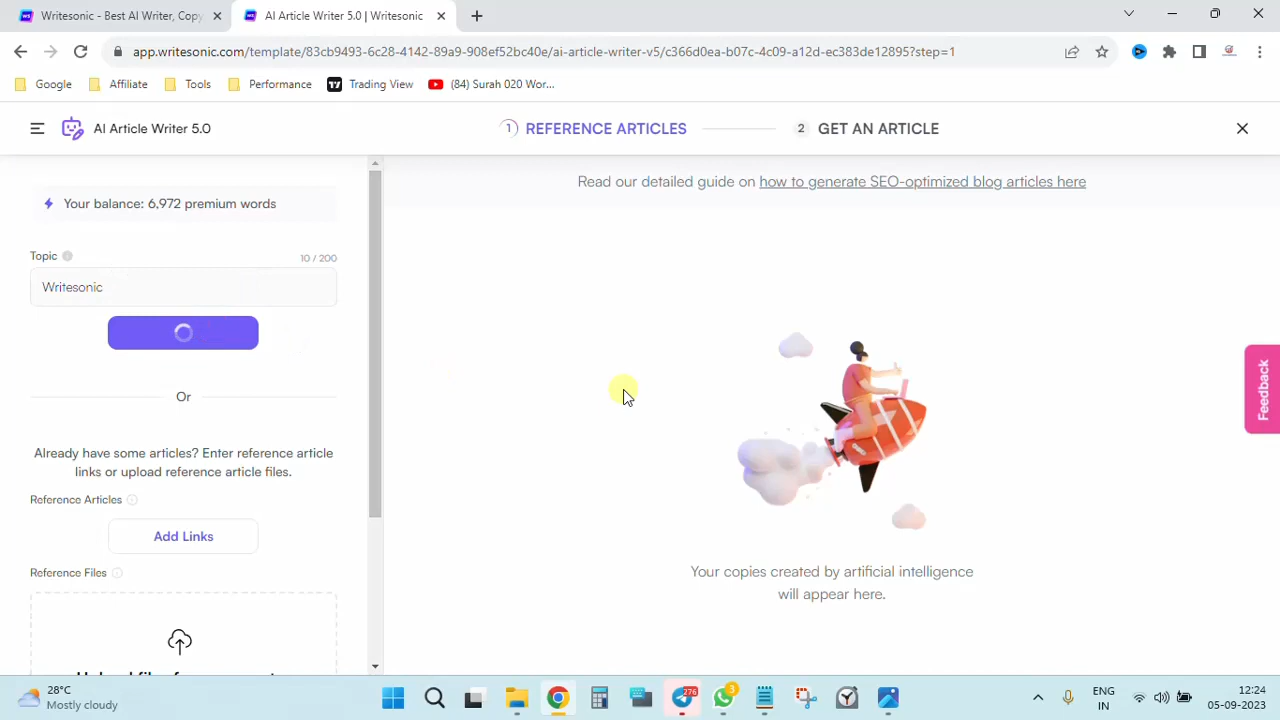 Writesonic - Best AI Writer, Copy
AI Article Writer 5.0 | Writesonic
app.writesonic.com/template/83cb9493-6c28-4142-89a9-908ef52bc40e/ai-article-writer-v5/c366d0ea-b07c-4c09-a12d-ec383de12895?step=1
Google
Affiliate
Tools
Performance
Trading View
(84) Surah 020 Wor...
AI Article Writer 5.0
1 REFERENCE ARTICLES
2 GET AN ARTICLE
Your balance: 6,972 premium words
Read our detailed guide on how to generate SEO-optimized blog articles here
Topic
10 / 200
Writesonic
Or
Already have some articles? Enter reference article
links or upload reference article files.
Reference Articles
Add Links
Reference Files
Your copies created by artificial intelligence
will appear here.
Feedback
28°C
Mostly cloudy
276
3
ENG
IN
12:24
05-09-2023